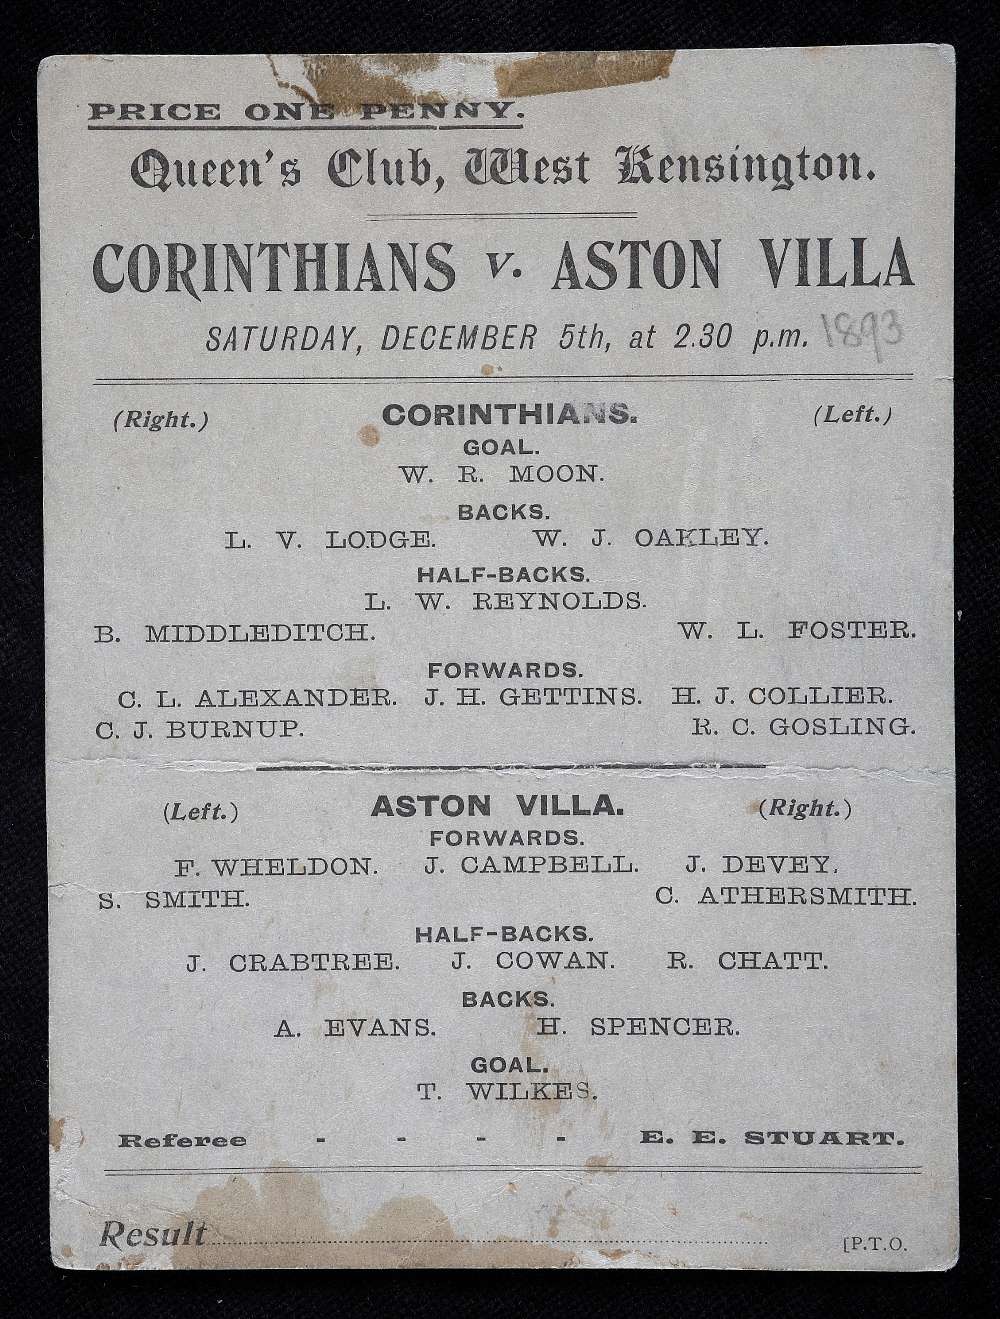 PRICE ONE PENNY.
Queen's Club, West Kensington.
CORINTHIANS v. ASTON VILLA
SATURDAY, DECEMBER 5th, at 2.30 p.m. 1893
(Right.) CORINTHIANS. (Left.)
GOAL.
W. R. MOON.
BACKS.
L. V. LODGE. W. J. OAKLEY.
HALF-BACKS.
L. W. REYNOLDS.
B. MIDDLEDITCH. W. L. FOSTER.
FORWARDS.
C. L. ALEXANDER. J. H. GETTINS. H. J. COLLIER.
C. J. BURNUP. R. C. GOSLING.
(Left.) ASTON VILLA. (Right.)
FORWARDS.
F. WHELDON. J. CAMPBELL. J. DEVEY.
S. SMITH. C. ATHERSMITH.
HALF-BACKS.
J. CRABTREE. J. COWAN. R. CHATT.
BACKS.
A. EVANS. H. SPENCER.
GOAL.
T. WILKES.
Referee - - - - E. E. STUART.
Result.................... [P.T.O.